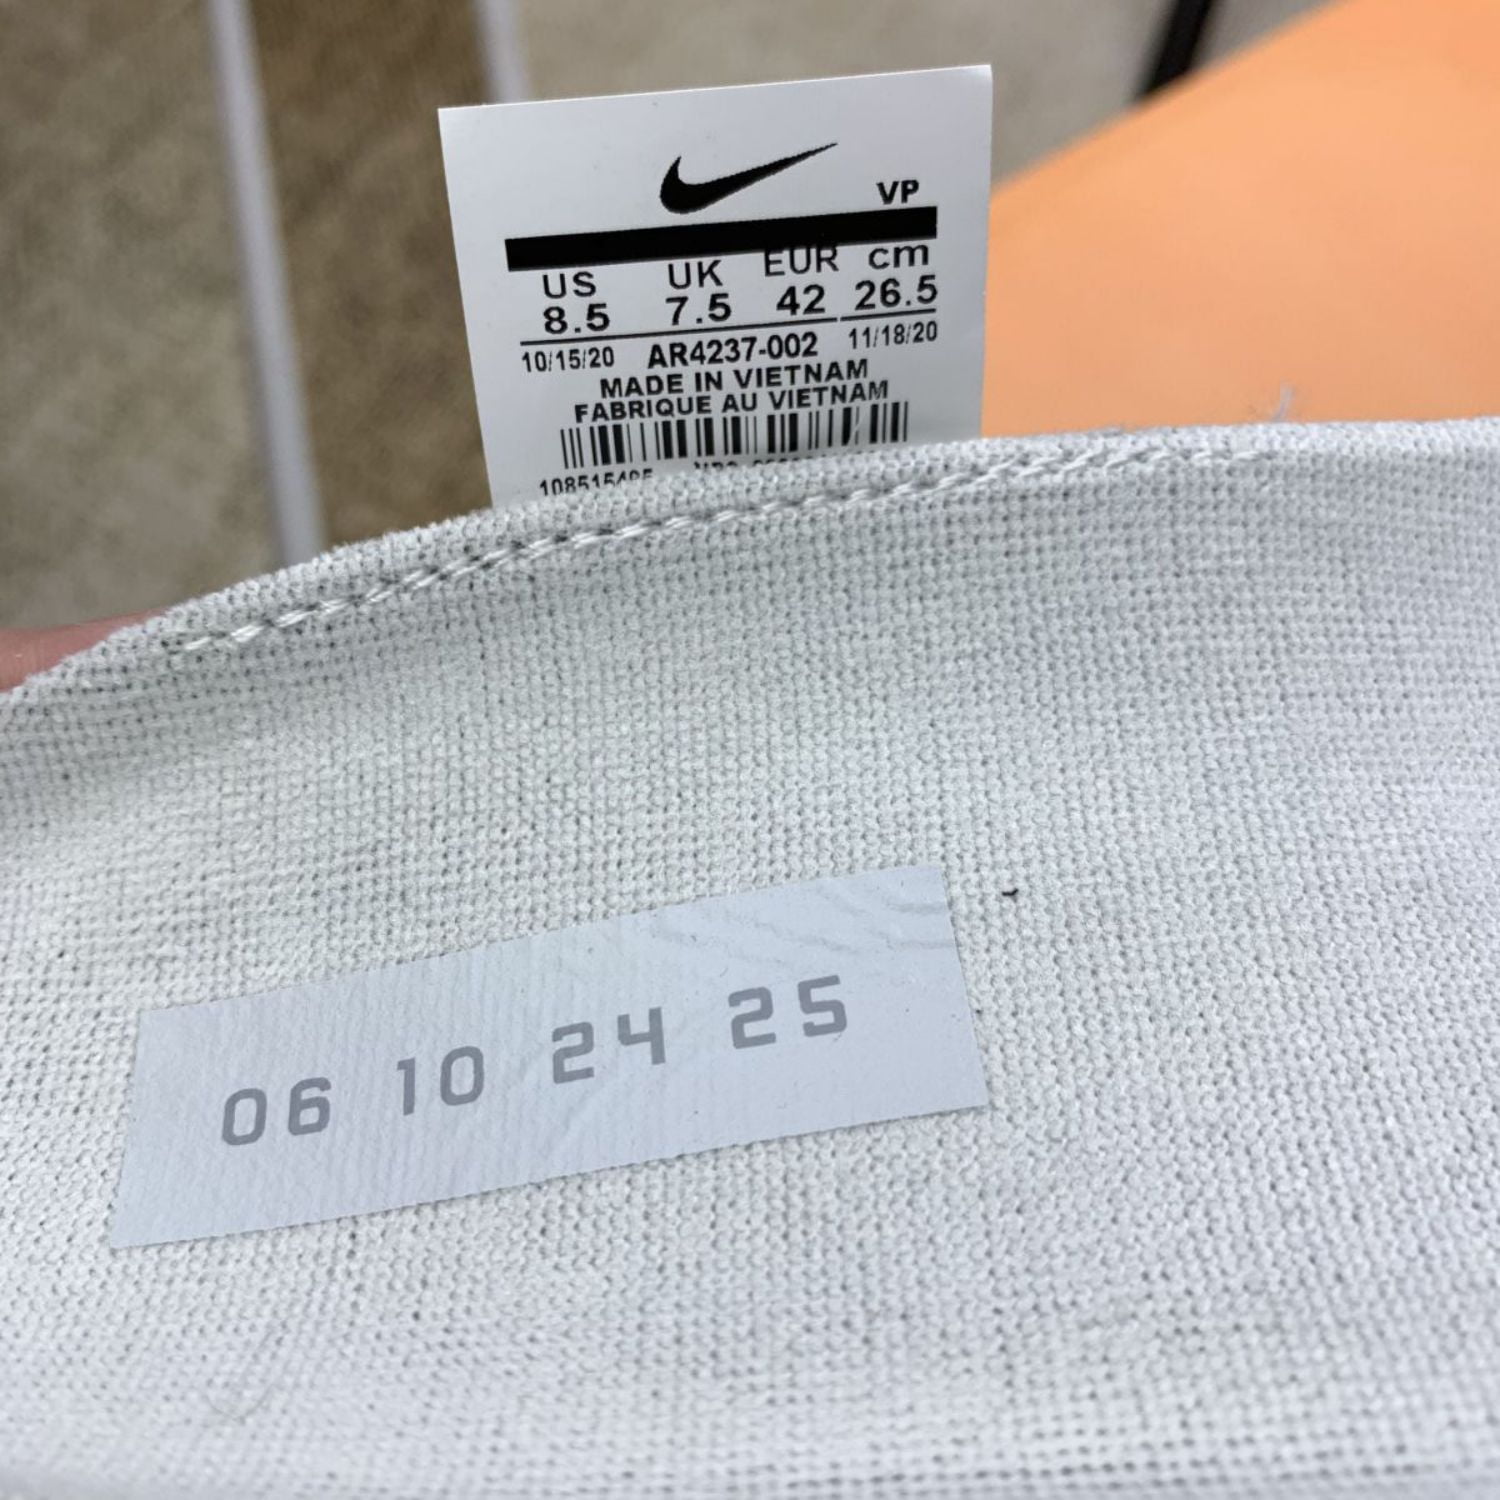 VP
US UK EUR cm
8.5 7.5 42 26.5
10/15/20 AR4237-002 11/18/20
MADE IN VIETNAM
FABRIQUE AU VIETNAM
108515495
06 10 24 25